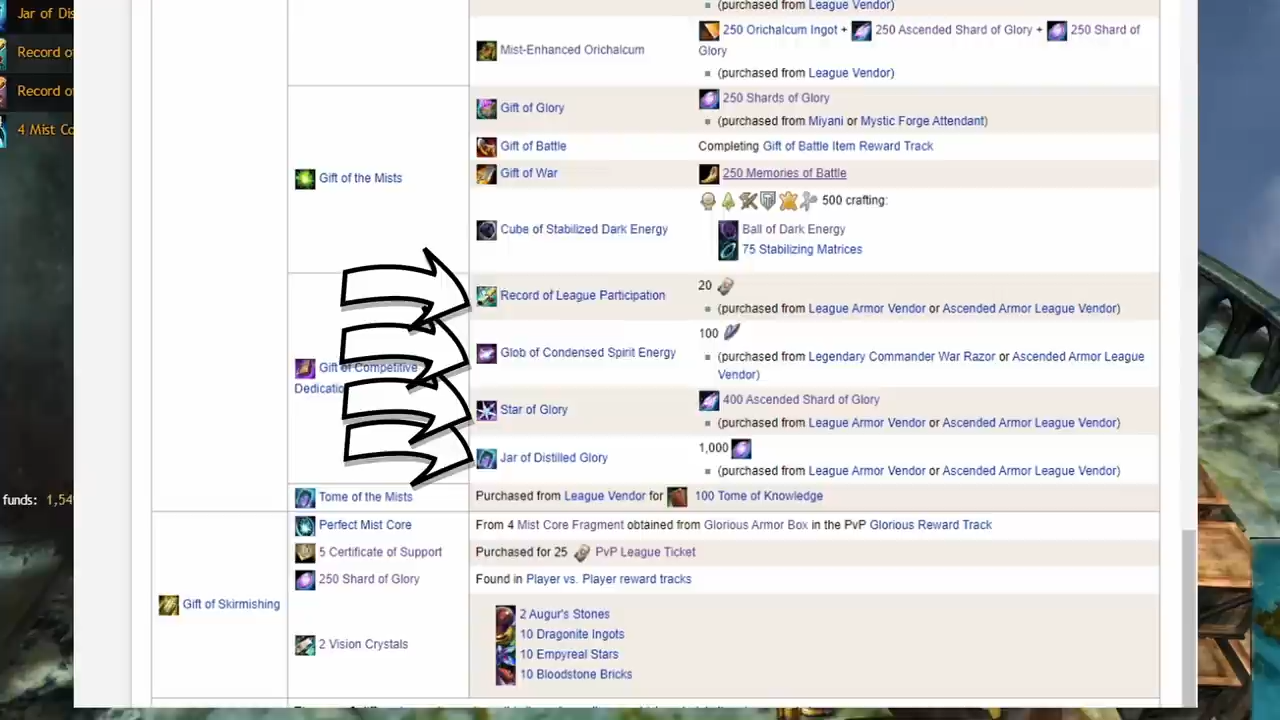 Jar of Dis
Record o
Record o
4 Mist Co
funds: 1,54
(purchased from League Vendor)
Mist-Enhanced Orichalcum
250 Orichalcum Ingot + 250 Ascended Shard of Glory + 250 Shard of
Glory
(purchased from League Vendor)
Gift of the Mists
Gift of Glory
250 Shards of Glory
(purchased from Miyani or Mystic Forge Attendant)
Gift of Battle
Completing Gift of Battle Item Reward Track
Gift of War
250 Memories of Battle
Cube of Stabilized Dark Energy
500 crafting:
Ball of Dark Energy
75 Stabilizing Matrices
Gift of Competitive
Dedicatio
Record of League Participation
20
(purchased from League Armor Vendor or Ascended Armor League Vendor)
Glob of Condensed Spirit Energy
100
(purchased from Legendary Commander War Razor or Ascended Armor League
Vendor)
Star of Glory
400 Ascended Shard of Glory
(purchased from League Armor Vendor or Ascended Armor League Vendor)
Jar of Distilled Glory
1,000
(purchased from League Armor Vendor or Ascended Armor League Vendor)
Tome of the Mists
Purchased from League Vendor for 100 Tome of Knowledge
Gift of Skirmishing
Perfect Mist Core
From 4 Mist Core Fragment obtained from Glorious Armor Box in the PvP Glorious Reward Track
5 Certificate of Support
Purchased for 25 PvP League Ticket
250 Shard of Glory
Found in Player vs. Player reward tracks
2 Vision Crystals
2 Augur's Stones
10 Dragonite Ingots
10 Empyreal Stars
10 Bloodstone Bricks